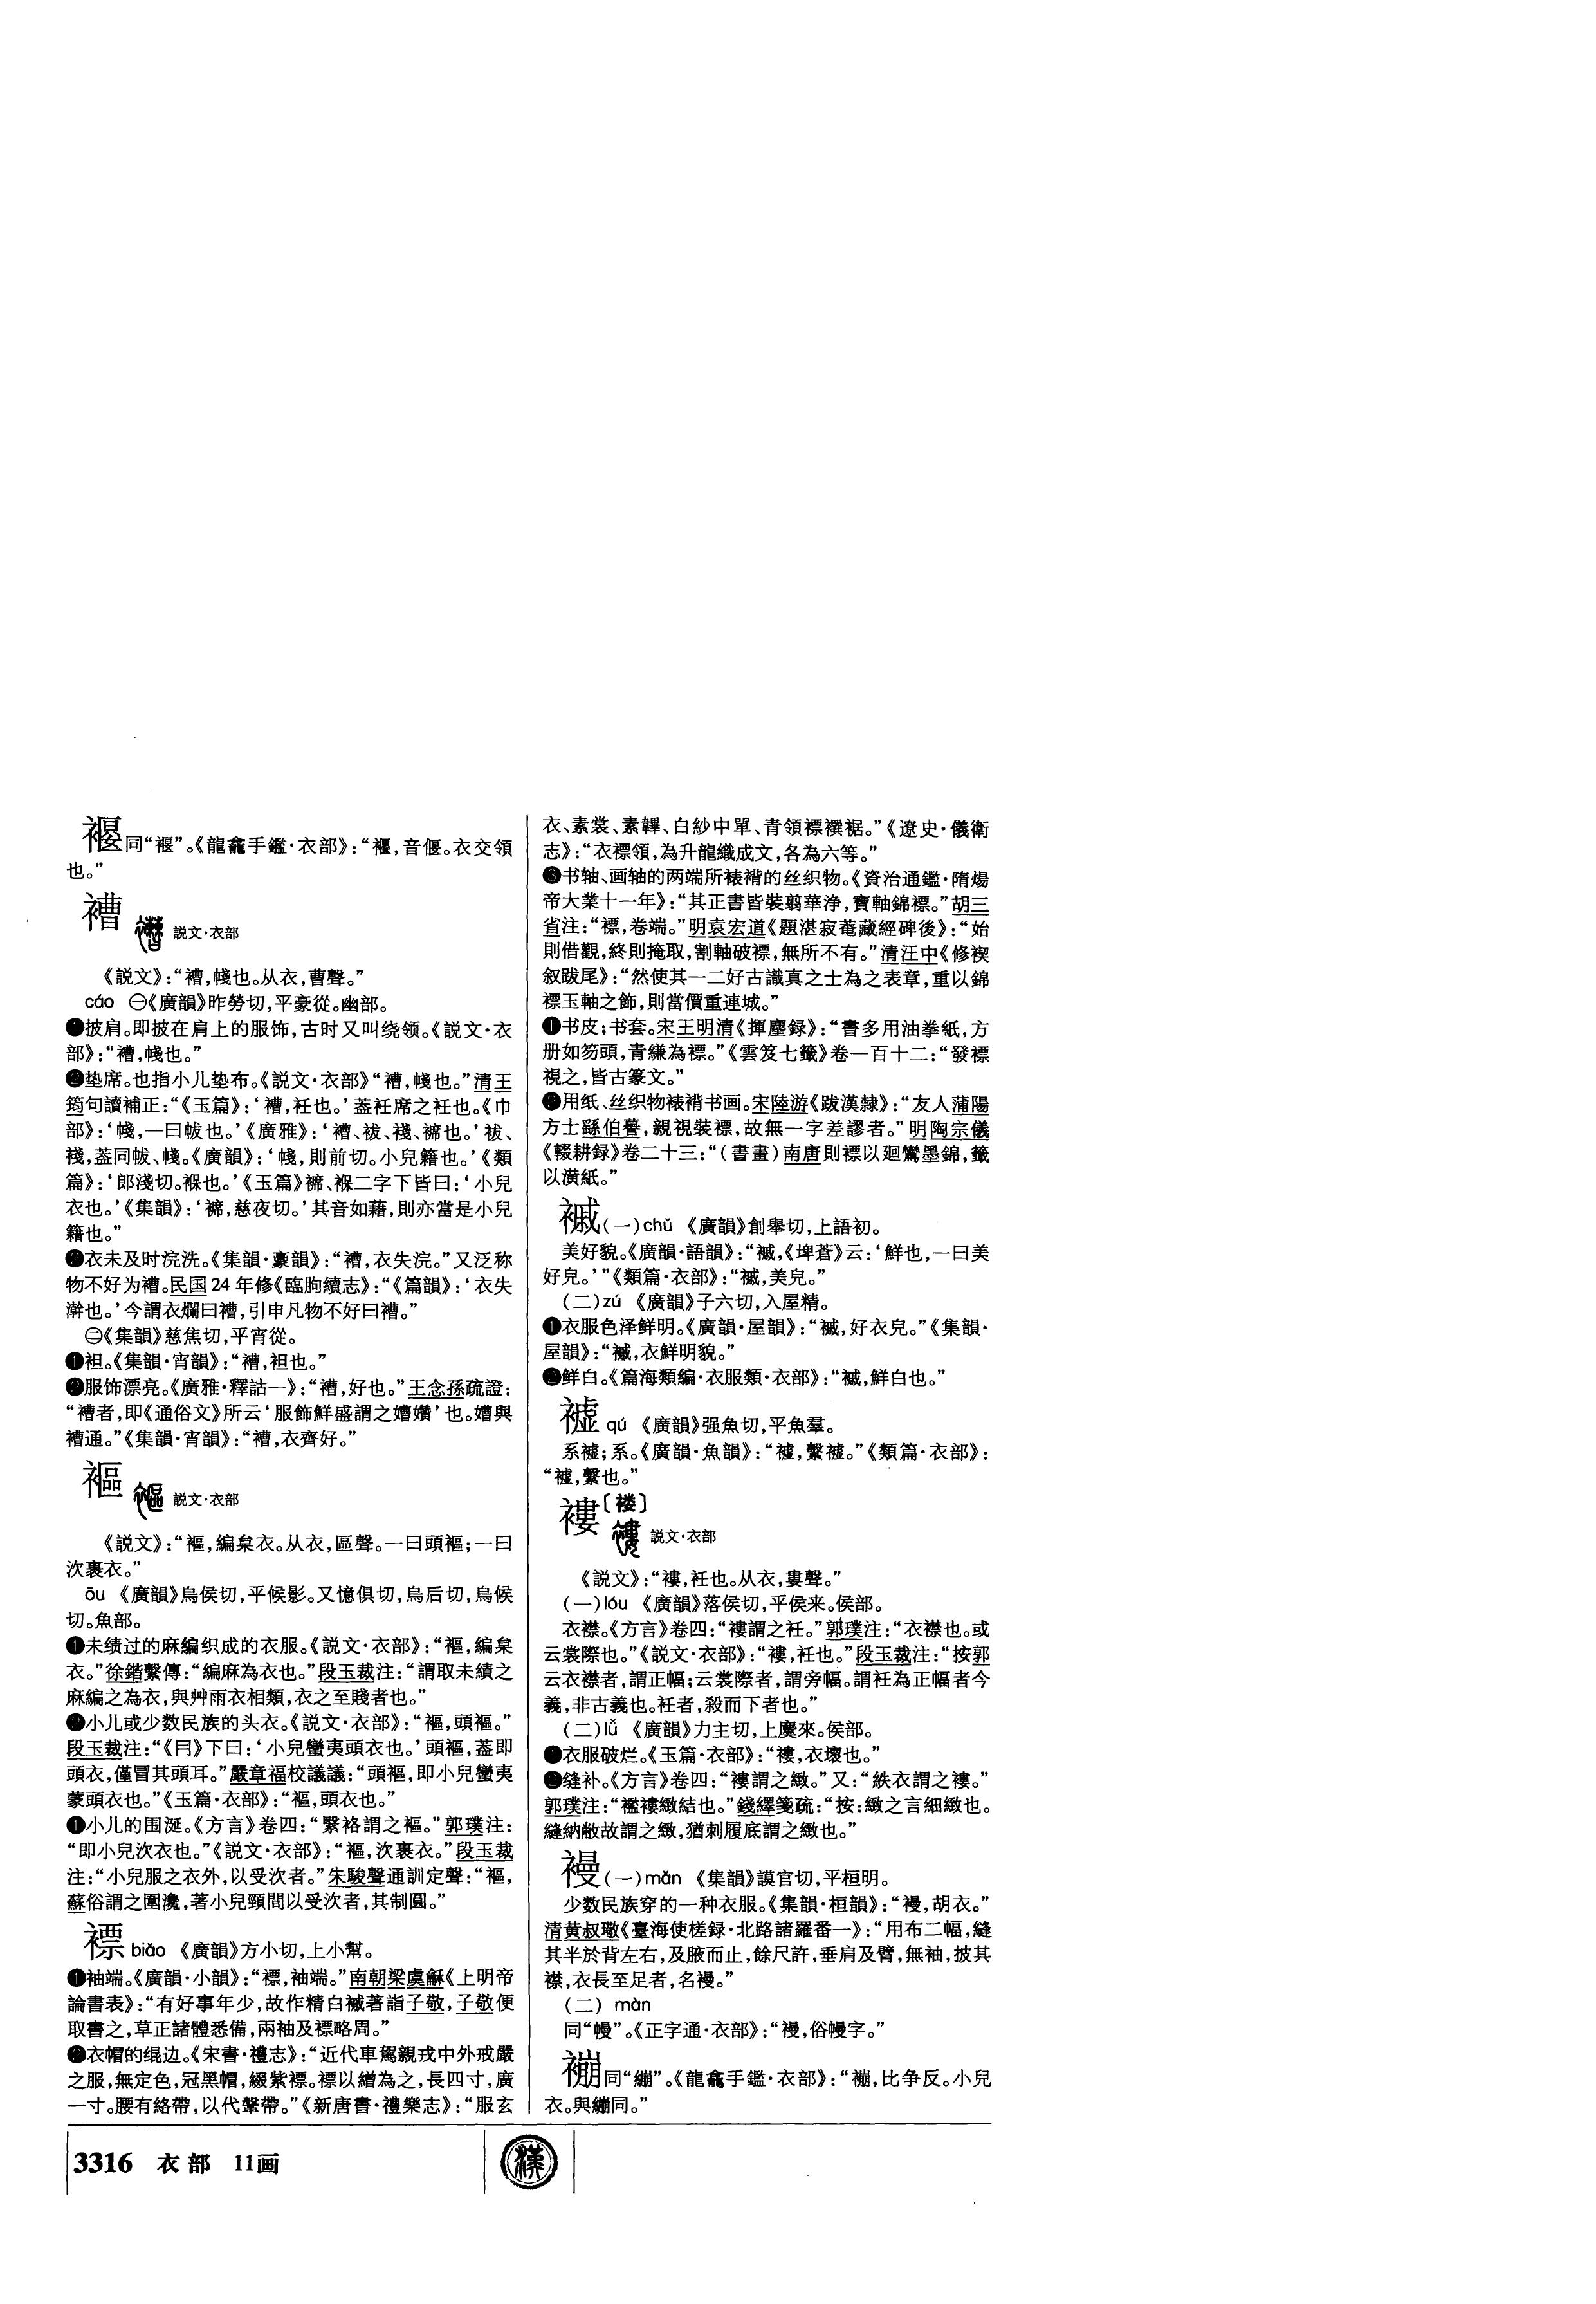 同“褗”。《龍龕手鑑·衣部》：“褗，音偃。衣交領
也。”
褿
説文·衣部
《説文》：“褿，帴也。从衣，曹聲。”
cáo ㊀《廣韻》昨勞切，平豪從。幽部。
❶披肩。即披在肩上的服饰，古时又叫绕领。《説文·衣
部》：“褿，帴也。”
❷垫席。也指小儿垫布。《説文·衣部》“褿，帴也。”清王
筠句讀補正：“《玉篇》：‘褿，衽也。’葢衽席之衽也。《巾
部》：‘帴，一曰帗也。’《廣雅》：‘褿、袚、襚、褯也。’袚、
䙁，葢同帗、帴。《廣韻》：‘帴，則前切。小兒籍也。’《類
篇》：‘郎淺切。褓也。’《玉篇》褯、褓二字下皆曰：‘小兒
衣也。’《集韻》：‘褯，慈夜切。’其音如藉，則亦當是小兒
籍也。”
❷衣未及时浣洗。《集韻·豪韻》：“褿，衣失浣。”又泛称
物不好为褿。民国24年修《臨朐續志》：“《篇韻》：‘衣失
澣也。’今謂衣爛曰褿，引申凡物不好曰褿。”
㊁《集韻》慈焦切，平宵從。
❶袒。《集韻·宵韻》：“褿，袒也。”
❷服饰漂亮。《廣雅·釋詁一》：“褿，好也。”王念孫疏證：
“褿者，即《通俗文》所云‘服飾鮮盛謂之嶆㜺’也。嶆與
褿通。”《集韻·宵韻》：“褿，衣齊好。”
褔
説文·衣部
《説文》：“褔，編枲衣。从衣，區聲。一曰頭褔；一曰
次裹衣。”
ōu 《廣韻》烏侯切，平候影。又憶俱切，烏后切，烏候
切。魚部。
❶未绩过的麻编织成的衣服。《説文·衣部》：“褔，編枲
衣。”徐鍇繫傳：“編麻為衣也。”段玉裁注：“謂取未績之
麻編之為衣，與艸雨衣相類，衣之至賤者也。”
❷小儿或少数民族的头衣。《説文·衣部》：“褔，頭褔。”
段玉裁注：“《冃》下曰：‘小兒蠻夷頭衣也。’頭褔，葢即
頭衣，僅冒其頭耳。”嚴章福校議議：“頭褔，即小兒蠻夷
蒙頭衣也。”《玉篇·衣部》：“褔，頭衣也。”
❶小儿的围涎。《方言》卷四：“繄袼謂之褔。”郭璞注：
“即小兒次衣也。”《説文·衣部》：“褔，次裹衣。”段玉裁
注：“小兒服之衣外，以受次者。”朱駿聲通訓定聲：“褔，
蘇俗謂之圍瀺，著小兒頸間以受次者，其制圓。”
褾 biǎo 《廣韻》方小切，上小幫。
❶袖端。《廣韻·小韻》：“褾，袖端。”南朝梁虞龢《上明帝
論書表》：“有好事年少，故作精白裓著詣子敬，子敬便
取書之，草正諸體悉備，兩袖及褾略周。”
❷衣帽的绲边。《宋書·禮志》：“近代車駕親戎中外戒嚴
之服，無定色，冠黑帽，綴紫褾。褾以繒為之，長四寸，廣
一寸。腰有絡帶，以代鞶帶。”《新唐書·禮樂志》：“服玄
衣、素裳、素韠、白紗中單、青領褾襈裾。”《遼史·儀衛
志》：“衣褾領，為升龍織成文，各為六等。”
❸书轴、画轴的两端所裱褙的丝织物。《資治通鑑·隋煬
帝大業十一年》：“其正書皆裝翦華净，寶軸錦褾。”胡三
省注：“褾，卷端。”明袁宏道《題湛寂菴藏經碑後》：“始
則借觀，終則掩取，割軸破褾，無所不有。”清汪中《修禊
叙跋尾》：“然使其一二好古識真之士為之表章，重以錦
褾玉軸之飾，則當價重連城。”
❶书皮；书套。宋王明清《揮麈録》：“書多用油拳紙，方
册如笏頭，青縑為褾。”《雲笈七籤》卷一百十二：“發褾
視之，皆古篆文。”
❷用纸、丝织物裱褙书画。宋陸游《跋漢隸》：“友人蒲陽
方士繇伯謩，親視裝褾，故無一字差謬者。”明陶宗儀
《輟耕録》卷二十三：“（書畫）南唐則褾以廻鸞墨錦，籤
以潢紙。”
（一）chǔ 《廣韻》創舉切，上語初。
美好貌。《廣韻·語韻》：“䙘，《埤蒼》云：‘鮮也，一曰美
好皃。’”《類篇·衣部》：“䙘，美皃。”
（二）zú 《廣韻》子六切，入屋精。
❶衣服色泽鲜明。《廣韻·屋韻》：“䙘，好衣皃。”《集韻·
屋韻》：“䙘，衣鮮明貌。”
❷鲜白。《篇海類編·衣服類·衣部》：“䙘，鮮白也。”
qú 《廣韻》强魚切，平魚羣。
系䘮；系。《廣韻·魚韻》：“䘮，繫䘮。”《類篇·衣部》：
“䘮，繫也。”
褸〔褛〕
説文·衣部
《説文》：“褸，衽也。从衣，婁聲。”
（一）lóu 《廣韻》落侯切，平侯来。侯部。
衣襟。《方言》卷四：“褸謂之衽。”郭璞注：“衣襟也。或
云裳際也。”《説文·衣部》：“褸，衽也。”段玉裁注：“按郭
云衣襟者，謂正幅；云裳際者，謂旁幅。謂衽為正幅者今
義，非古義也。衽者，殺而下者也。”
（二）lǚ 《廣韻》力主切，上麌來。侯部。
❶衣服破烂。《玉篇·衣部》：“褸，衣壞也。”
❷缝补。《方言》卷四：“褸謂之緻。”又：“紩衣謂之褸。”
郭璞注：“襤褸緻結也。”錢繹箋疏：“按：緻之言細緻也。
縫納敝故謂之緻，猶刺履底謂之緻也。”
（一）mǎn 《集韻》謨官切，平桓明。
少数民族穿的一种衣服。《集韻·桓韻》：“䙢，胡衣。”
清黄叔璥《臺海使槎録·北路諸羅番一》：“用布二幅，縫
其半於背左右，及腋而止，餘尺許，垂肩及臂，無袖，披其
襟，衣長至足者，名䙢。”
（二）màn
同“幔”。《正字通·衣部》：“䙢，俗幔字。”
同“繃”。《龍龕手鑑·衣部》：“䙖，比争反。小兒
衣。與繃同。”
3316 衣部 11画
漢